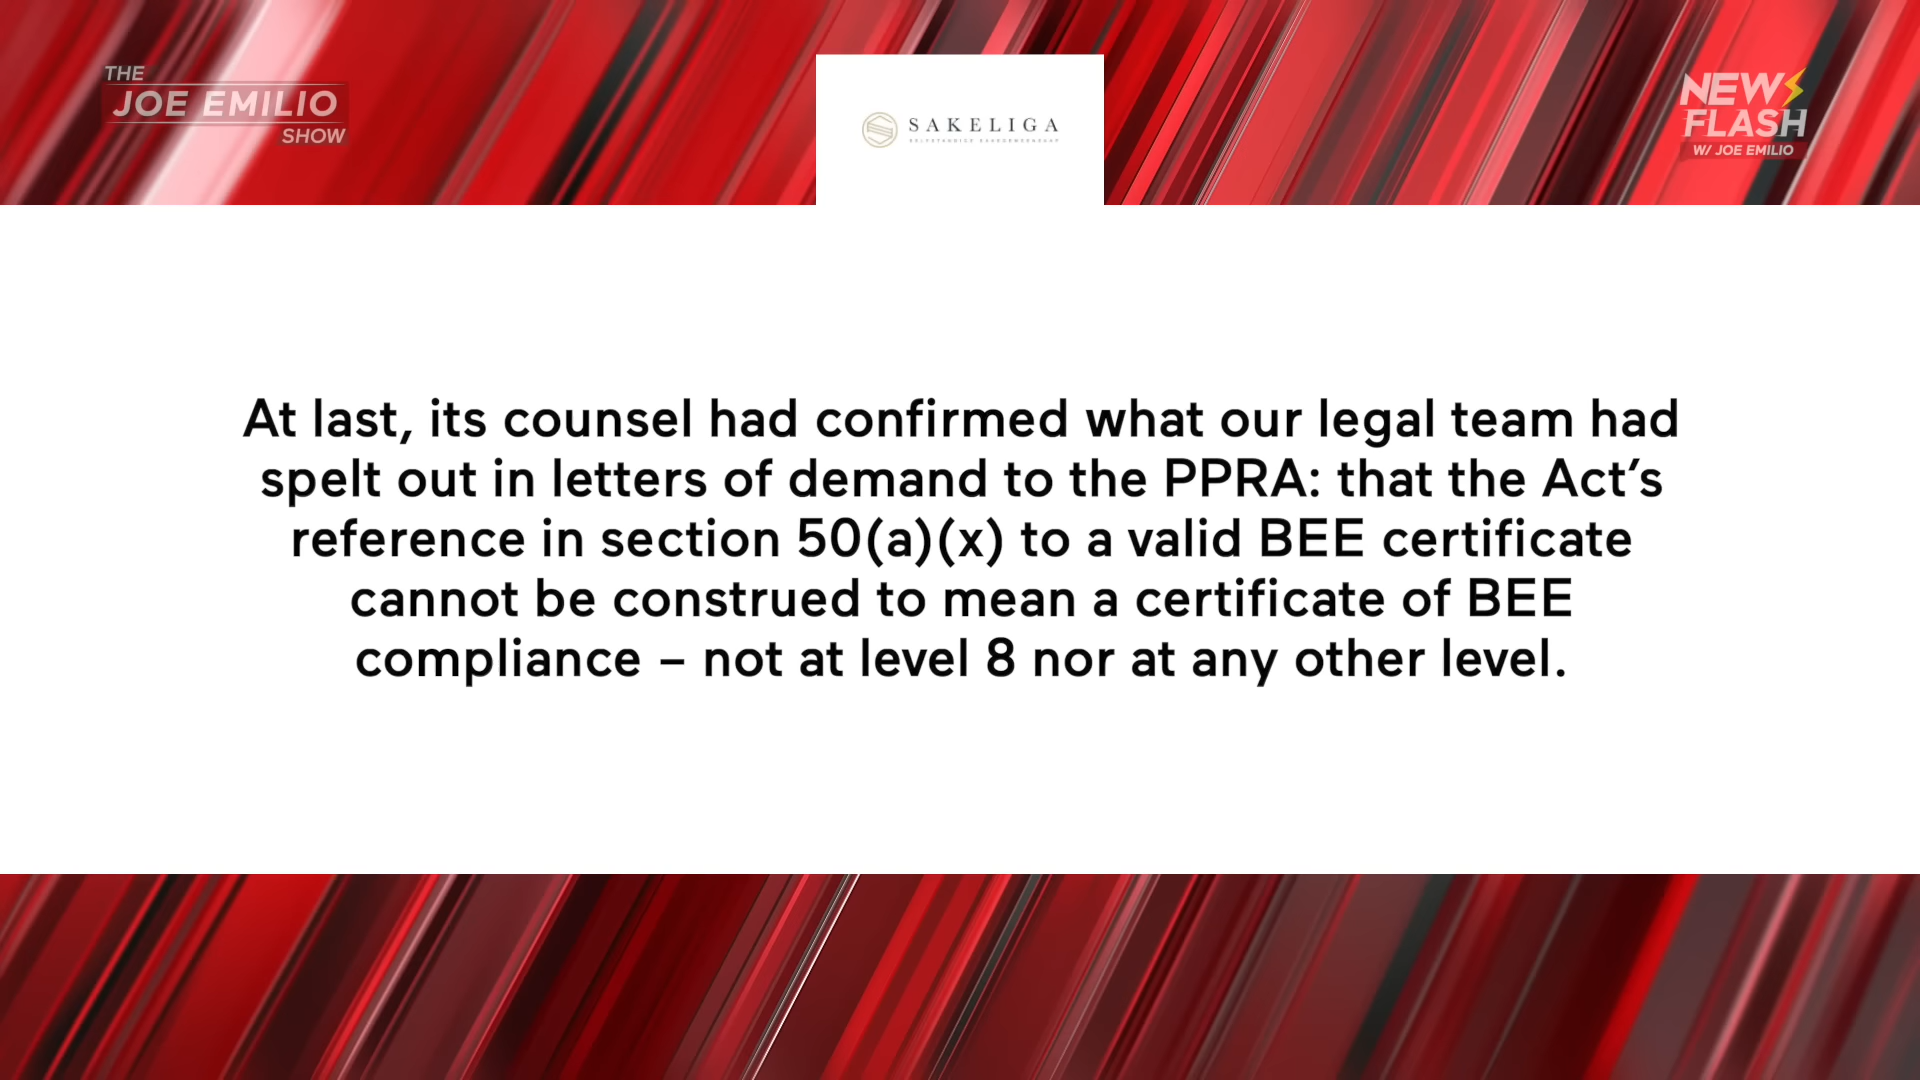 THE
JOE EMILIO
SHOW
SAKELIGA
NEWS
FLASH
W/ JOE EMILIO
At last, its counsel had confirmed what our legal team had
spelt out in letters of demand to the PPRA: that the Act’s
reference in section 50(a)(x) to a valid BEE certificate
cannot be construed to mean a certificate of BEE
compliance – not at level 8 nor at any other level.